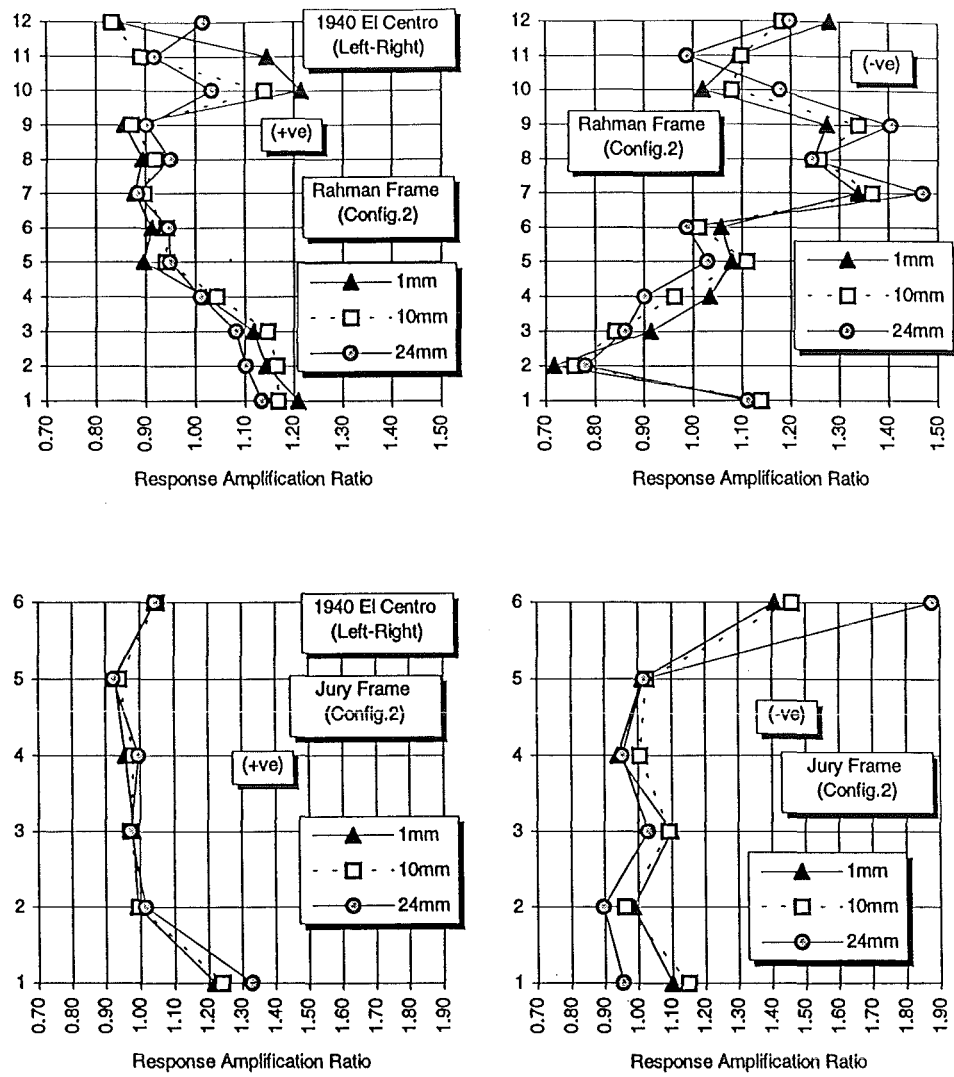 1940 El Centro
(Left-Right)
(+ve)
Rahman Frame
(Config.2)
1mm
10mm
24mm
12
11
10
9
8
7
6
5
4
3
2
1
0.70
0.80
0.90
1.00
1.10
1.20
1.30
1.40
1.50
Response Amplification Ratio
(-ve)
Rahman Frame
(Config.2)
1mm
10mm
24mm
12
11
10
9
8
7
6
5
4
3
2
1
0.70
0.80
0.90
1.00
1.10
1.20
1.30
1.40
1.50
Response Amplification Ratio
1940 El Centro
(Left-Right)
Jury Frame
(Config.2)
(+ve)
1mm
10mm
24mm
6
5
4
3
2
1
0.70
0.80
0.90
1.00
1.10
1.20
1.30
1.40
1.50
1.60
1.70
1.80
1.90
Response Amplification Ratio
(-ve)
Jury Frame
(Config.2)
1mm
10mm
24mm
6
5
4
3
2
1
0.70
0.80
0.90
1.00
1.10
1.20
1.30
1.40
1.50
1.60
1.70
1.80
1.90
Response Amplification Ratio